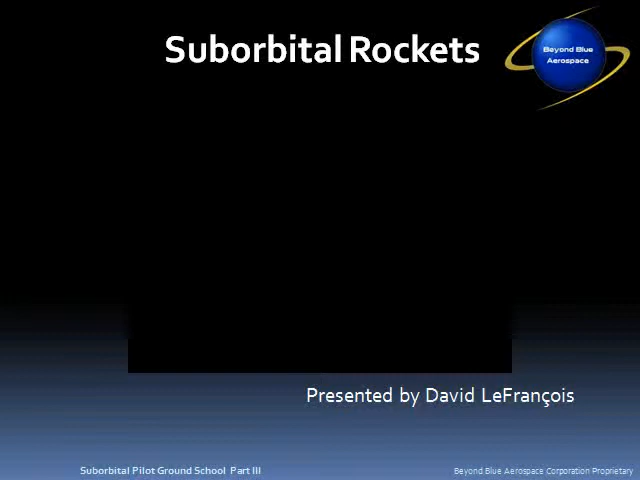 Suborbital Rockets
Beyond Blue
Aerospace
Presented by David LeFrançois
Suborbital Pilot Ground School Part III
Beyond Blue Aerospace Corporation Proprietary